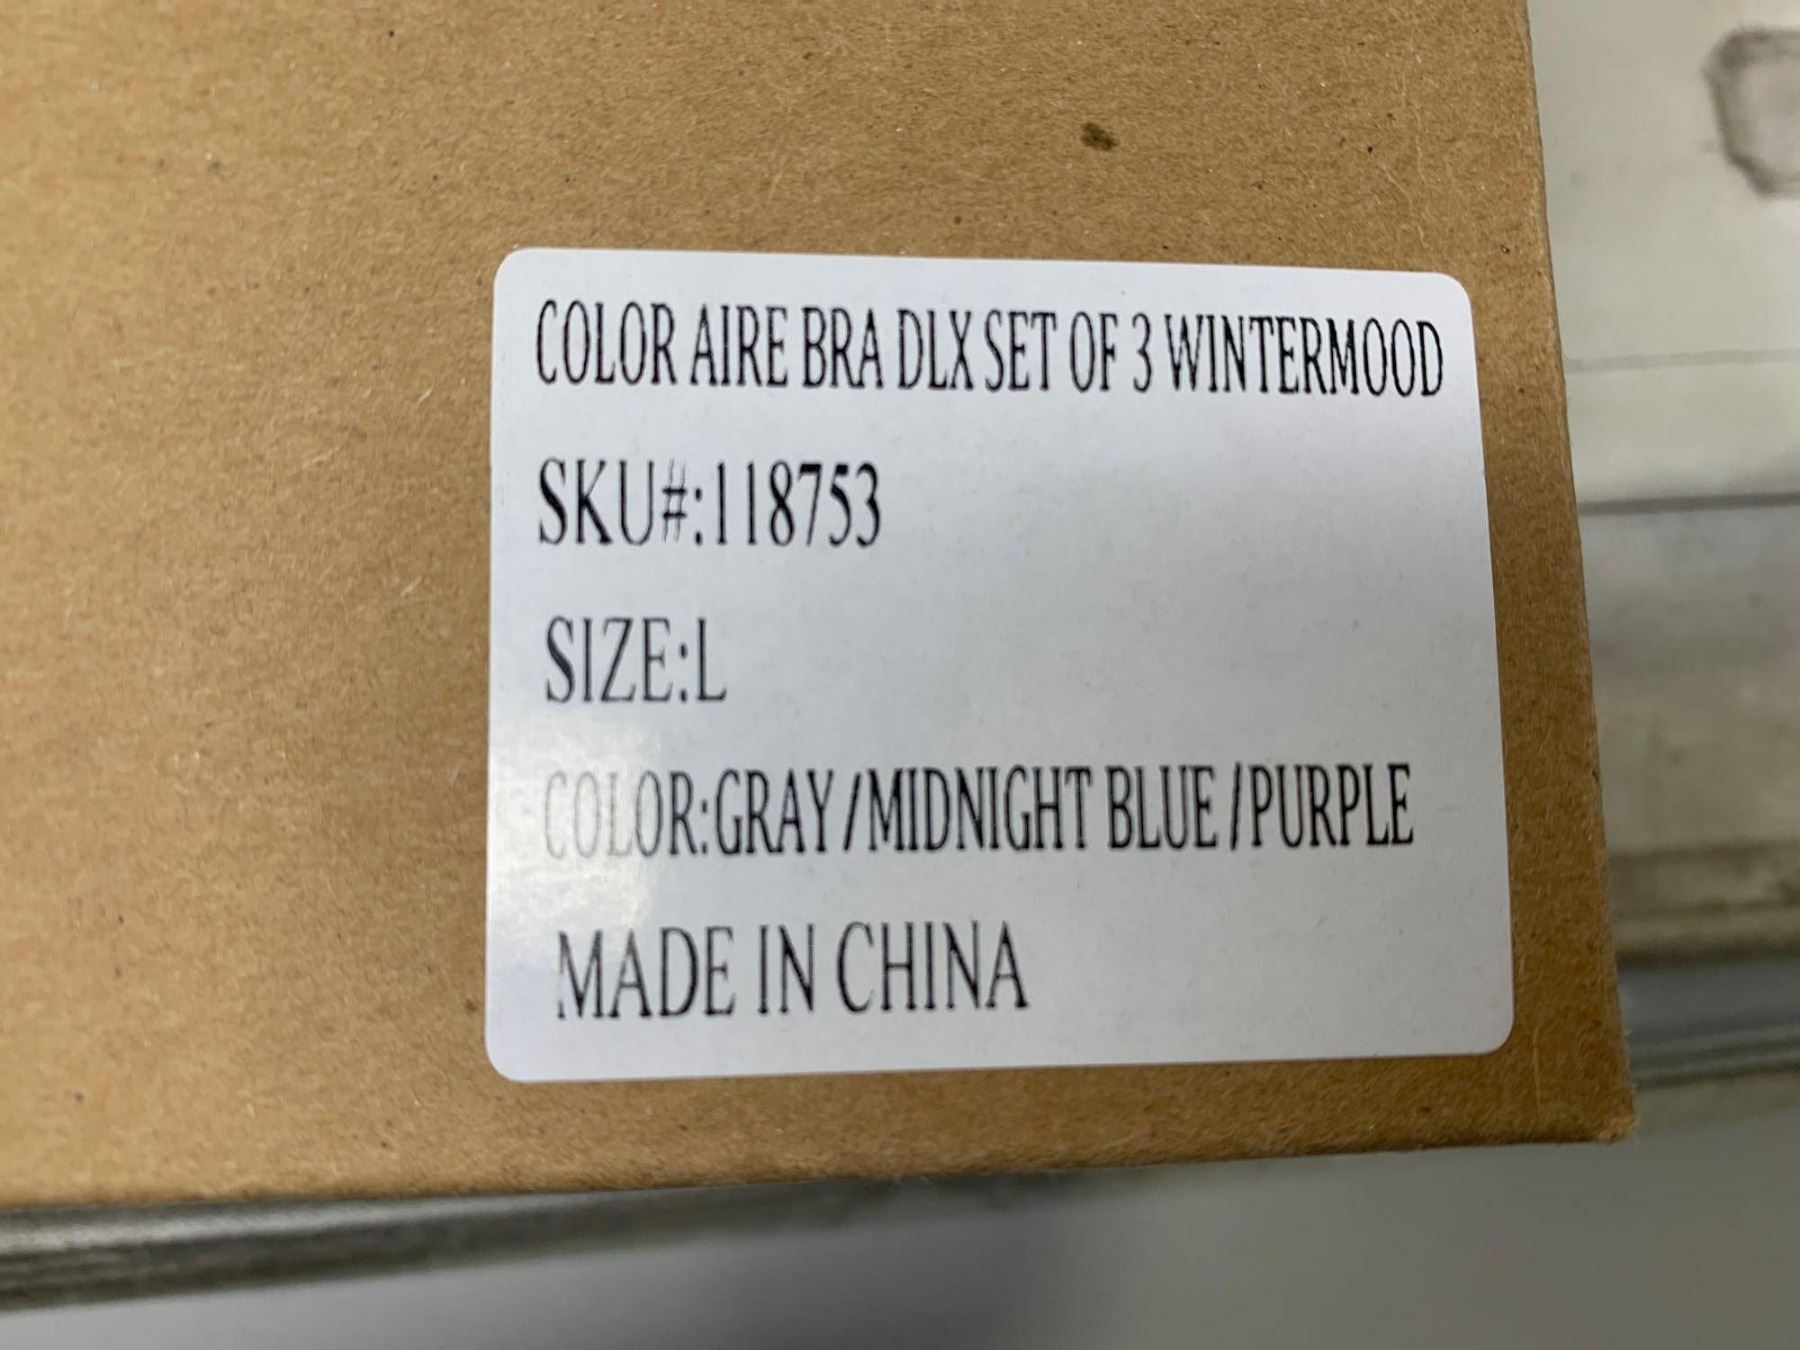 COLOR AIRE BRA DLX SET OF 3 WINTERMOOD
SKU#:118753
SIZE:L
COLOR:GRAY/MIDNIGHT BLUE/PURPLE
MADE IN CHINA